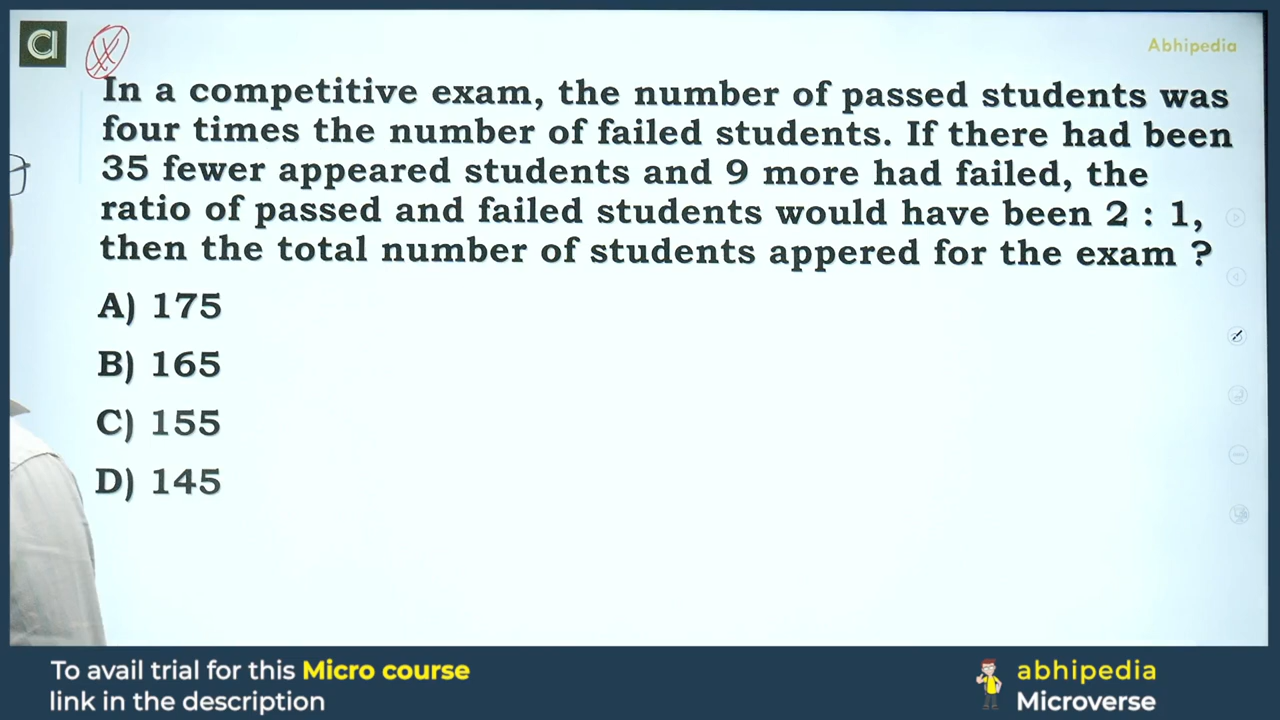 a
Abhipedia
In a competitive exam, the number of passed students was
four times the number of failed students. If there had been
35 fewer appeared students and 9 more had failed, the
ratio of passed and failed students would have been 2 : 1,
then the total number of students appered for the exam ?
A) 175
B) 165
C) 155
D) 145
To avail trial for this Micro course
link in the description
abhipedia
Microverse